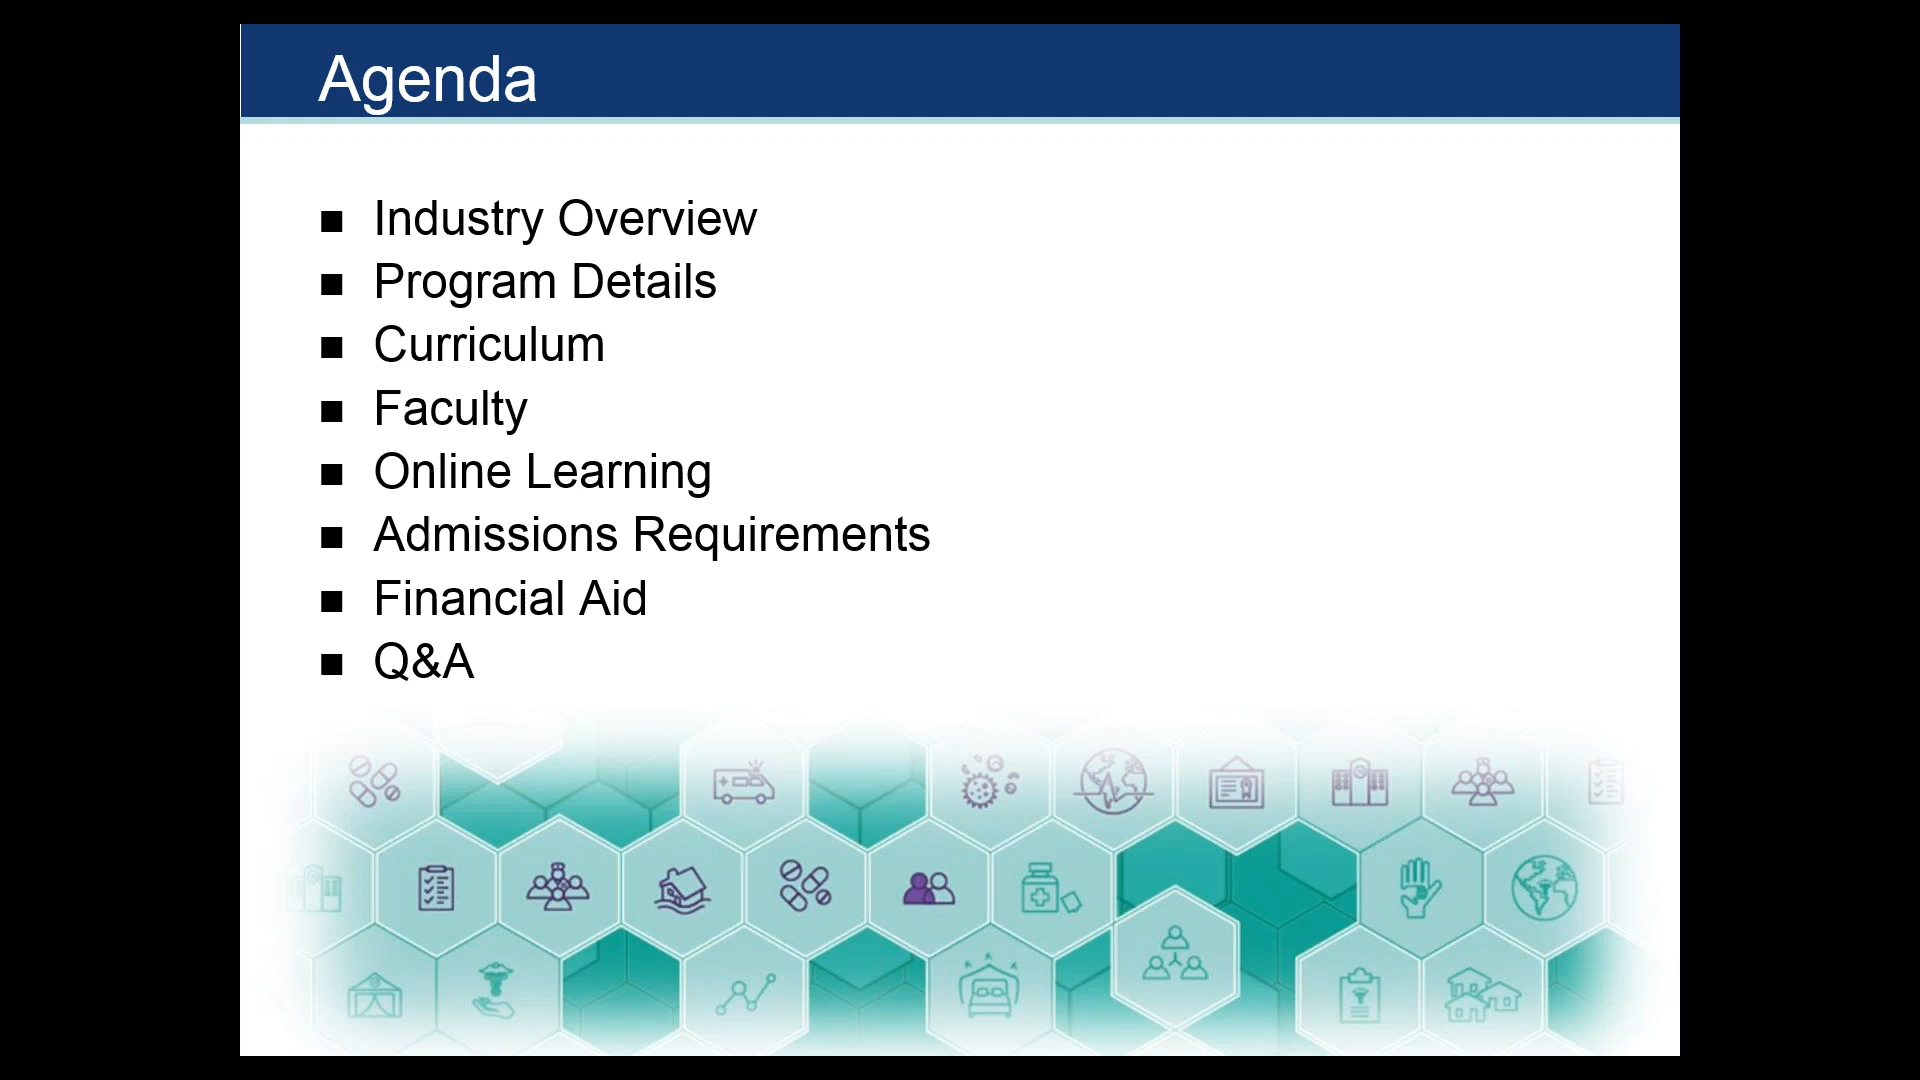 Agenda
■ Industry Overview
■ Program Details
■ Curriculum
■ Faculty
■ Online Learning
■ Admissions Requirements
■ Financial Aid
■ Q&A